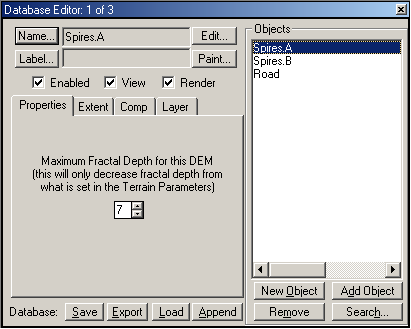 Database Editor: 1 of 3
Name... Spires.A Edit...
Label... Paint...
Enabled View Render
Properties Extent Comp Layer
Maximum Fractal Depth for this DEM
(this will only decrease fractal depth from
what is set in the Terrain Parameters)
7
Database: Save Export Load Append
Objects
Spires.A
Spires.B
Road
New Object Add Object
Remove Search...